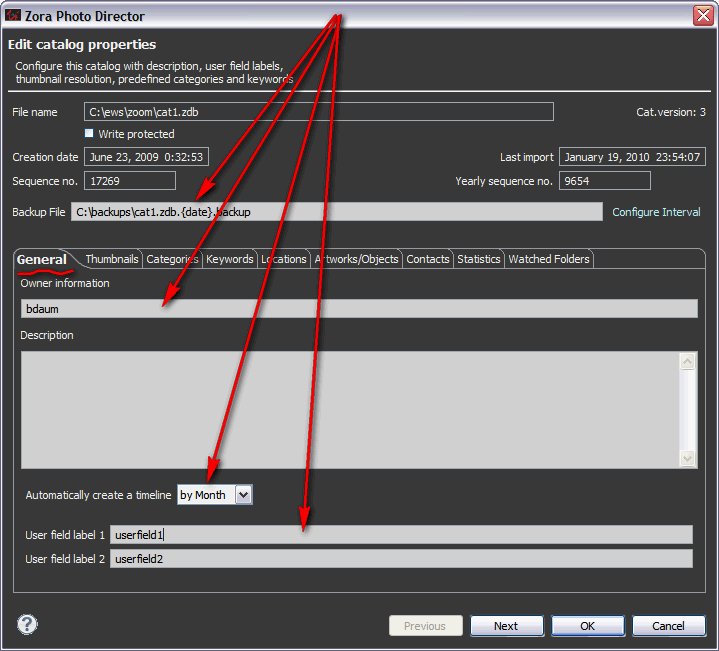 Zora Photo Director
Edit catalog properties
Configure this catalog with description, user field labels,
thumbnail resolution, predefined categories and keywords
File name C:\ews\zoom\cat1.zdb Cat.version: 3
Write protected
Creation date June 23, 2009 0:32:53 Last import January 19, 2010 23:54:07
Sequence no. 17269 Yearly sequence no. 9654
Backup File C:\backups\cat1.zdb.{date}.backup Configure Interval
General Thumbnails Categories Keywords Locations Artworks/Objects Contacts Statistics Watched Folders
Owner information
bdaum
Description
Automatically create a timeline by Month
User field label 1 userfield1
User field label 2 userfield2
? Previous Next OK Cancel